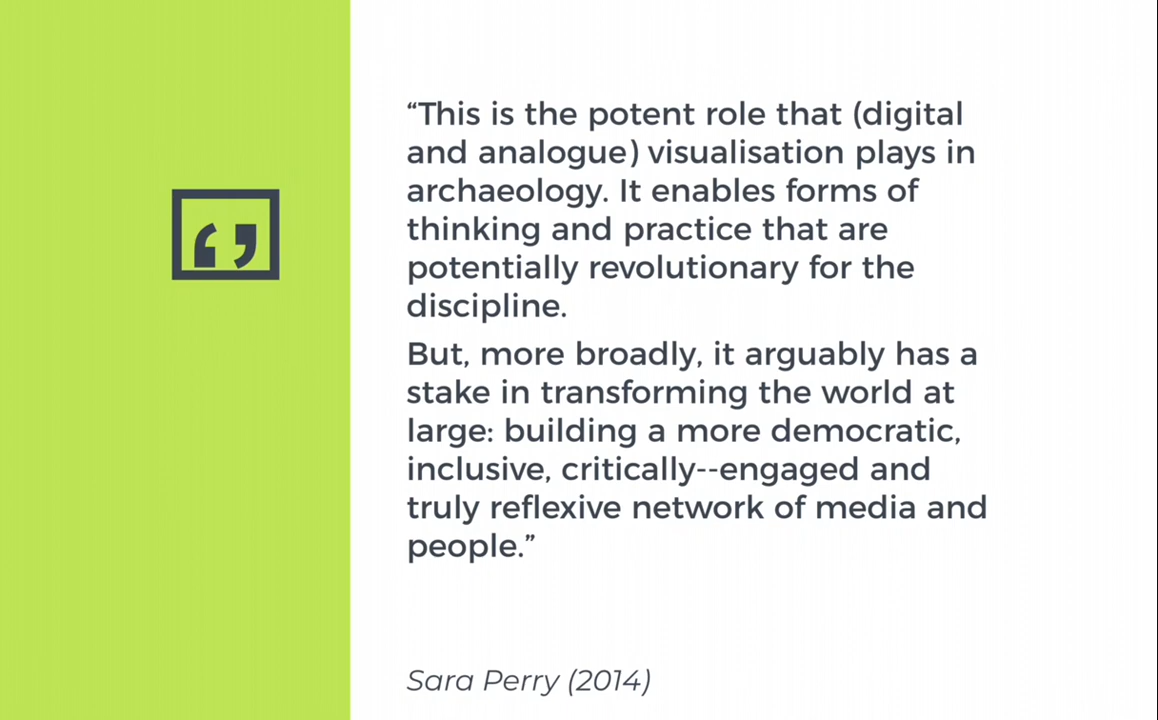 “This is the potent role that (digital
and analogue) visualisation plays in
archaeology. It enables forms of
thinking and practice that are
potentially revolutionary for the
discipline.
But, more broadly, it arguably has a
stake in transforming the world at
large: building a more democratic,
inclusive, critically--engaged and
truly reflexive network of media and
people.”
Sara Perry (2014)